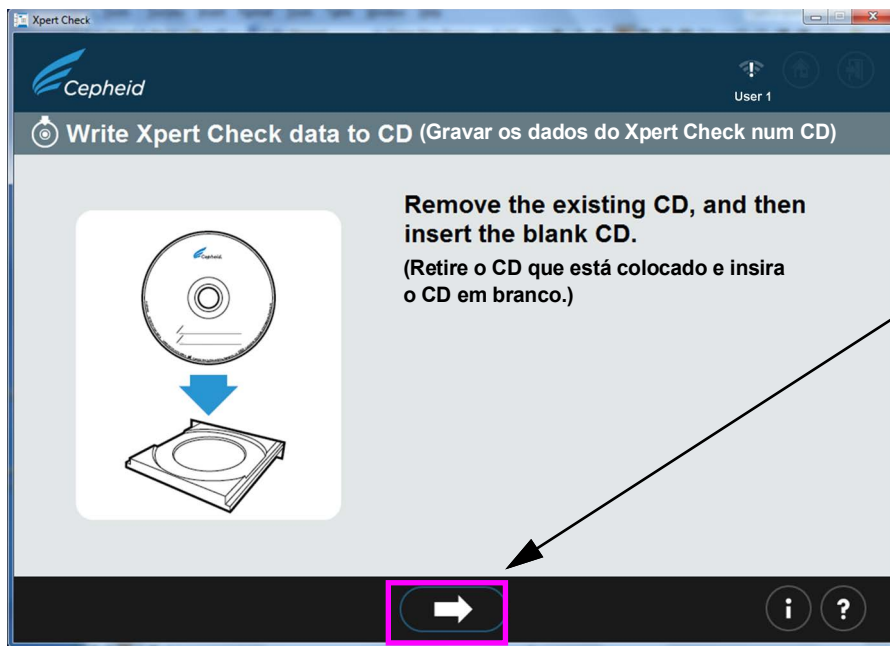 Xpert Check
Cepheid
User 1
Write Xpert Check data to CD (Gravar os dados do Xpert Check num CD)
Remove the existing CD, and then
insert the blank CD.
(Retire o CD que está colocado e insira
o CD em branco.)
Cepheid
i ?